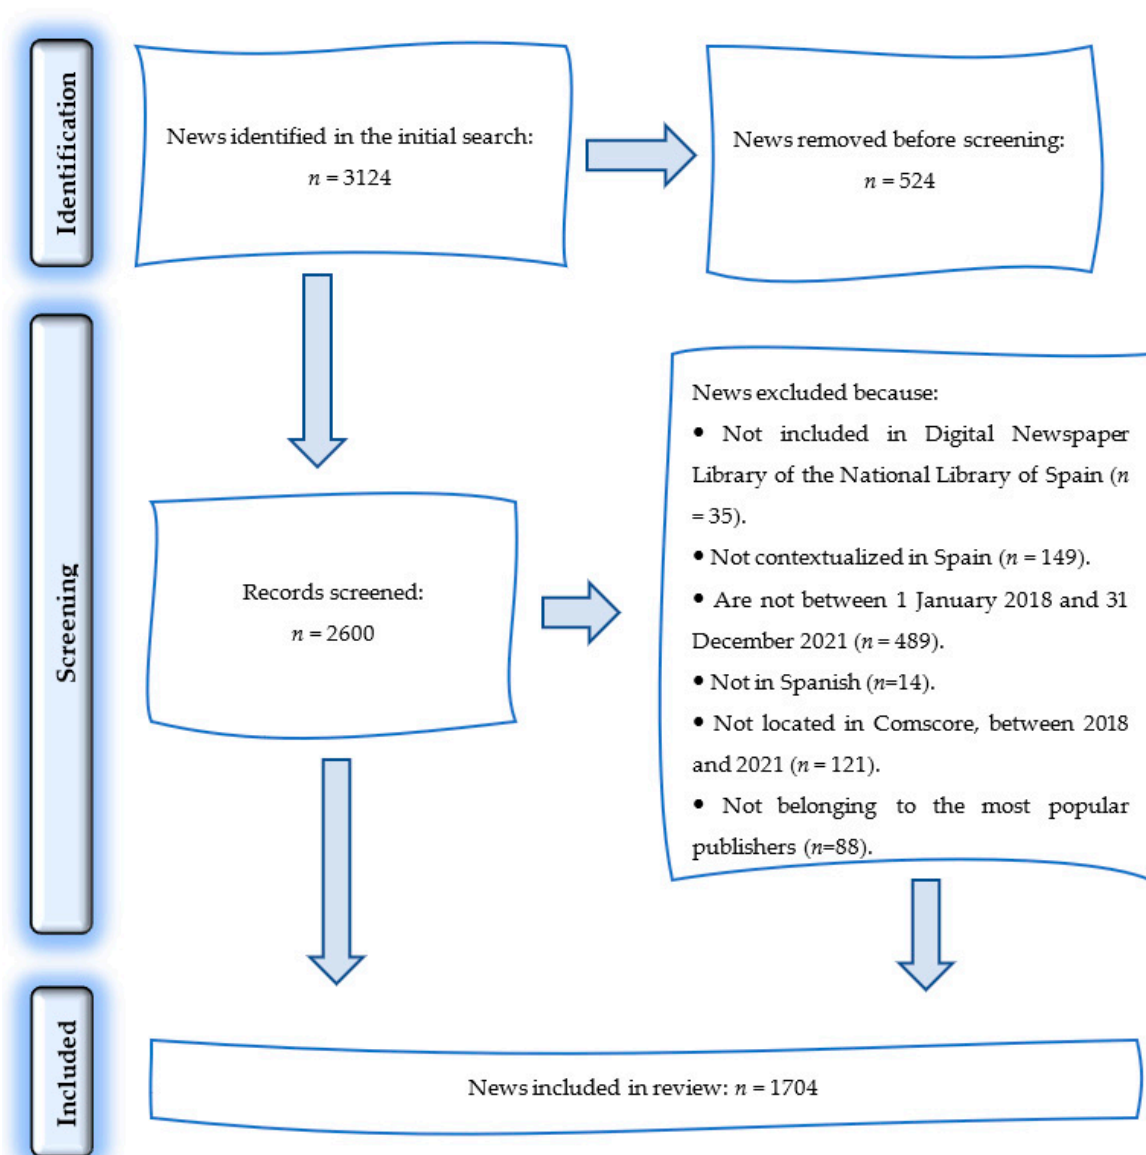 Identification
News identified in the initial search:
n = 3124
News removed before screening:
n = 524
Screening
Records screened:
n = 2600
News excluded because:
• Not included in Digital Newspaper
Library of the National Library of Spain (n
= 35).
• Not contextualized in Spain (n = 149).
• Are not between 1 January 2018 and 31
December 2021 (n = 489).
• Not in Spanish (n=14).
• Not located in Comscore, between 2018
and 2021 (n = 121).
• Not belonging to the most popular
publishers (n=88).
Included
News included in review: n = 1704